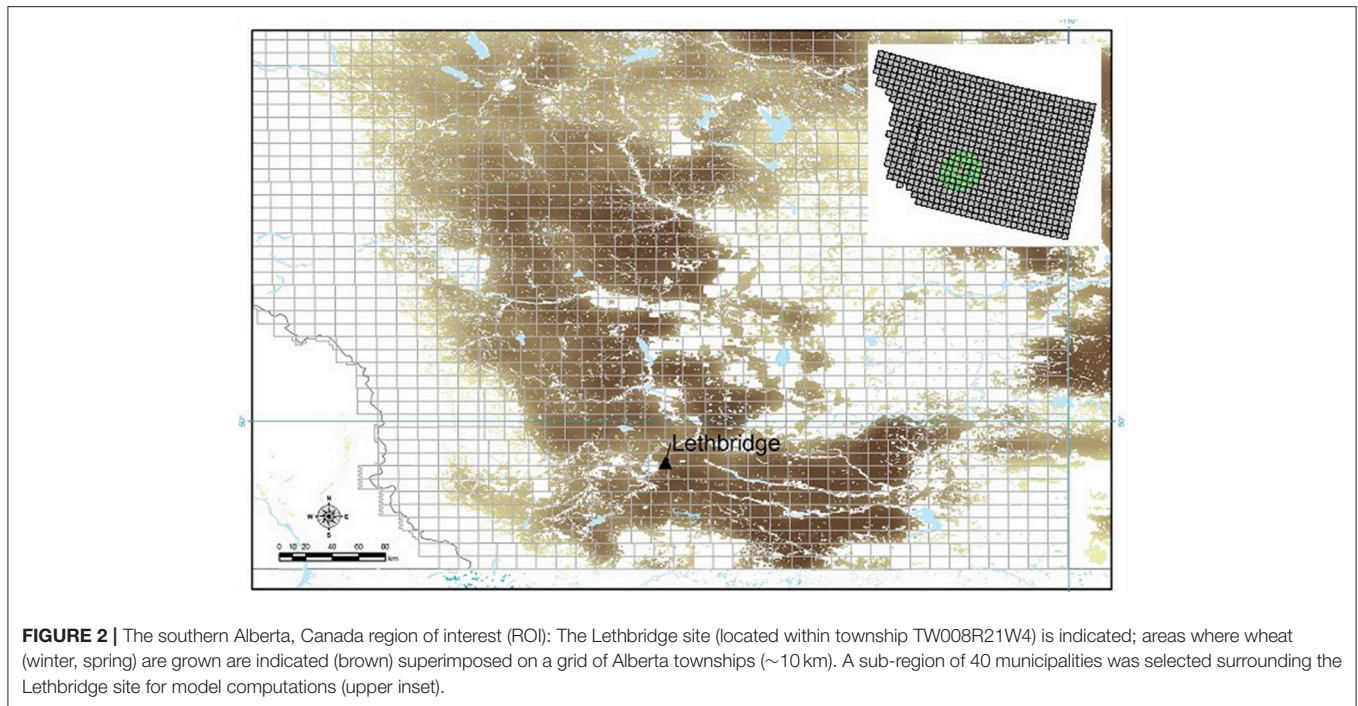 -110°
50°
50°
Lethbridge
N
W E
S
0 10 20 40 60 80
km
FIGURE 2 | The southern Alberta, Canada region of interest (ROI): The Lethbridge site (located within township TW008R21W4) is indicated; areas where wheat
(winter, spring) are grown are indicated (brown) superimposed on a grid of Alberta townships (∼10 km). A sub-region of 40 municipalities was selected surrounding the
Lethbridge site for model computations (upper inset).